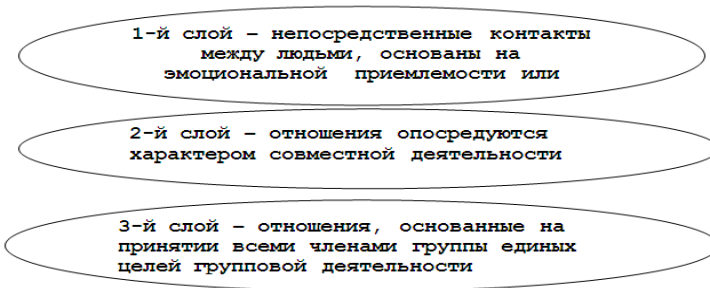 1-й слой – непосредственные контакты
между людьми, основаны на
эмоциональной приемлемости или
2-й слой – отношения опосредуются
характером совместной деятельности
3-й слой – отношения, основанные на
принятии всеми членами группы единых
целей групповой деятельности